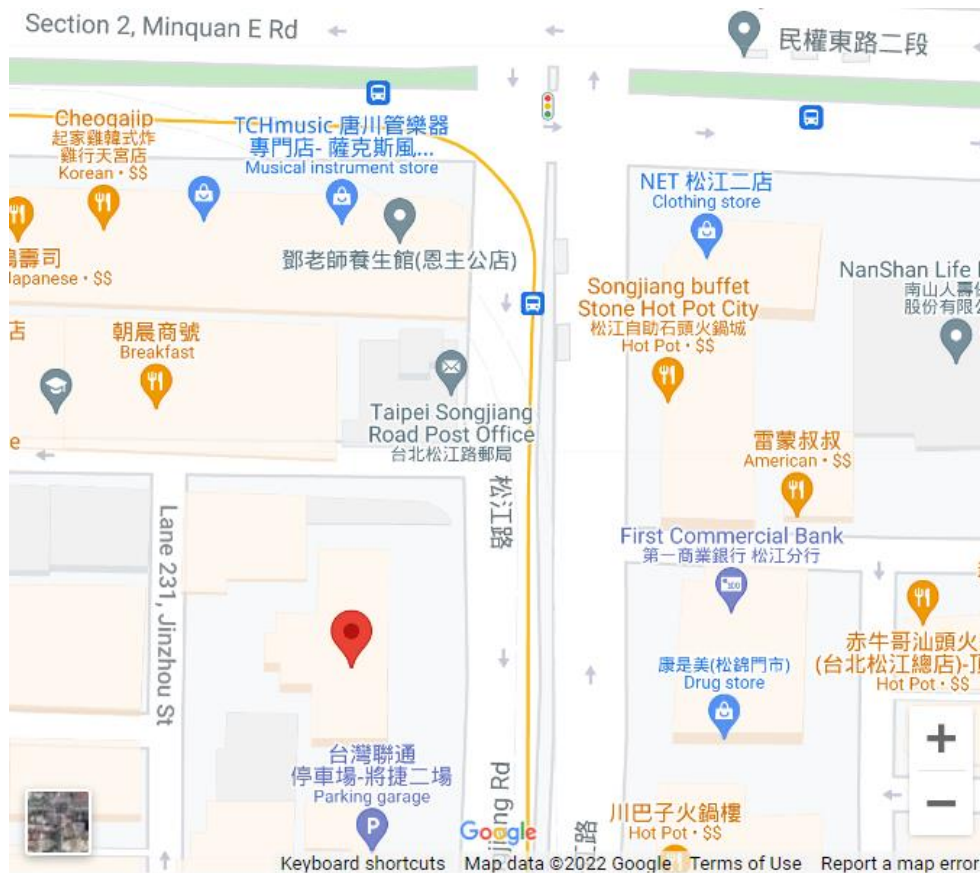 Section 2, Minquan E Rd
民權東路二段
Cheoqajip
起家雞韓式炸
雞行天宮店
Korean • $$
TCHmusic 唐川管樂器
專門店- 薩克斯風...
Musical instrument store
NET 松江二店
Clothing store
壽司
Japanese • $$
鄧老師養生館(恩主公店)
Songjiang buffet
Stone Hot Pot City
松江自助石頭火鍋城
Hot Pot • $$
NanShan Life
南山人壽
股份有限
店
朝晨商號
Breakfast
Taipei Songjiang
Road Post Office
台北松江路郵局
雷蒙叔叔
American • $$
e
松江路
Lane 231, Jinzhou St
First Commercial Bank
第一商業銀行 松江分行
康是美(松錦門市)
Drug store
赤牛哥汕頭火
(台北松江總店)-
Hot Pot • $$
台灣聯通
停車場-將捷二場
Parking garage
P
川巴子火鍋樓
Hot Pot • $$
jiang Rd
江路
+
−
Google
Keyboard shortcuts Map data ©2022 Google Terms of Use Report a map error